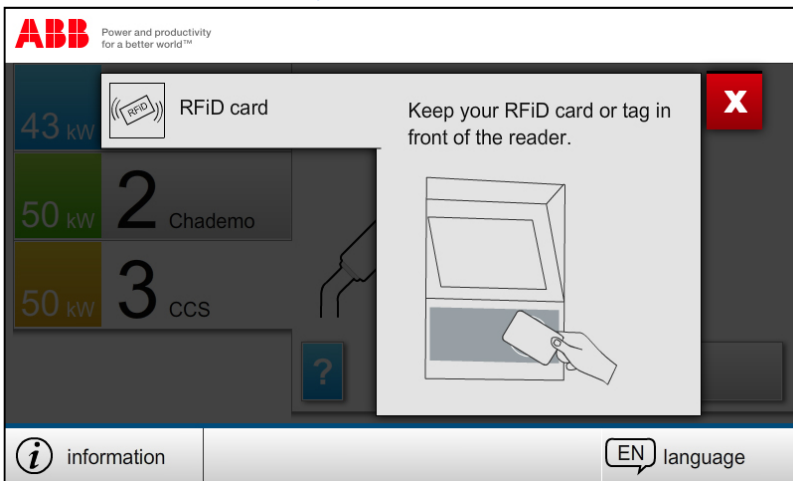 ABB
Power and productivity
for a better world™
RFiD
RFiD card
Keep your RFiD card or tag in
front of the reader.
X
43 kW
50 kW 2 Chademo
50 kW 3 CCS
?
i information
EN language